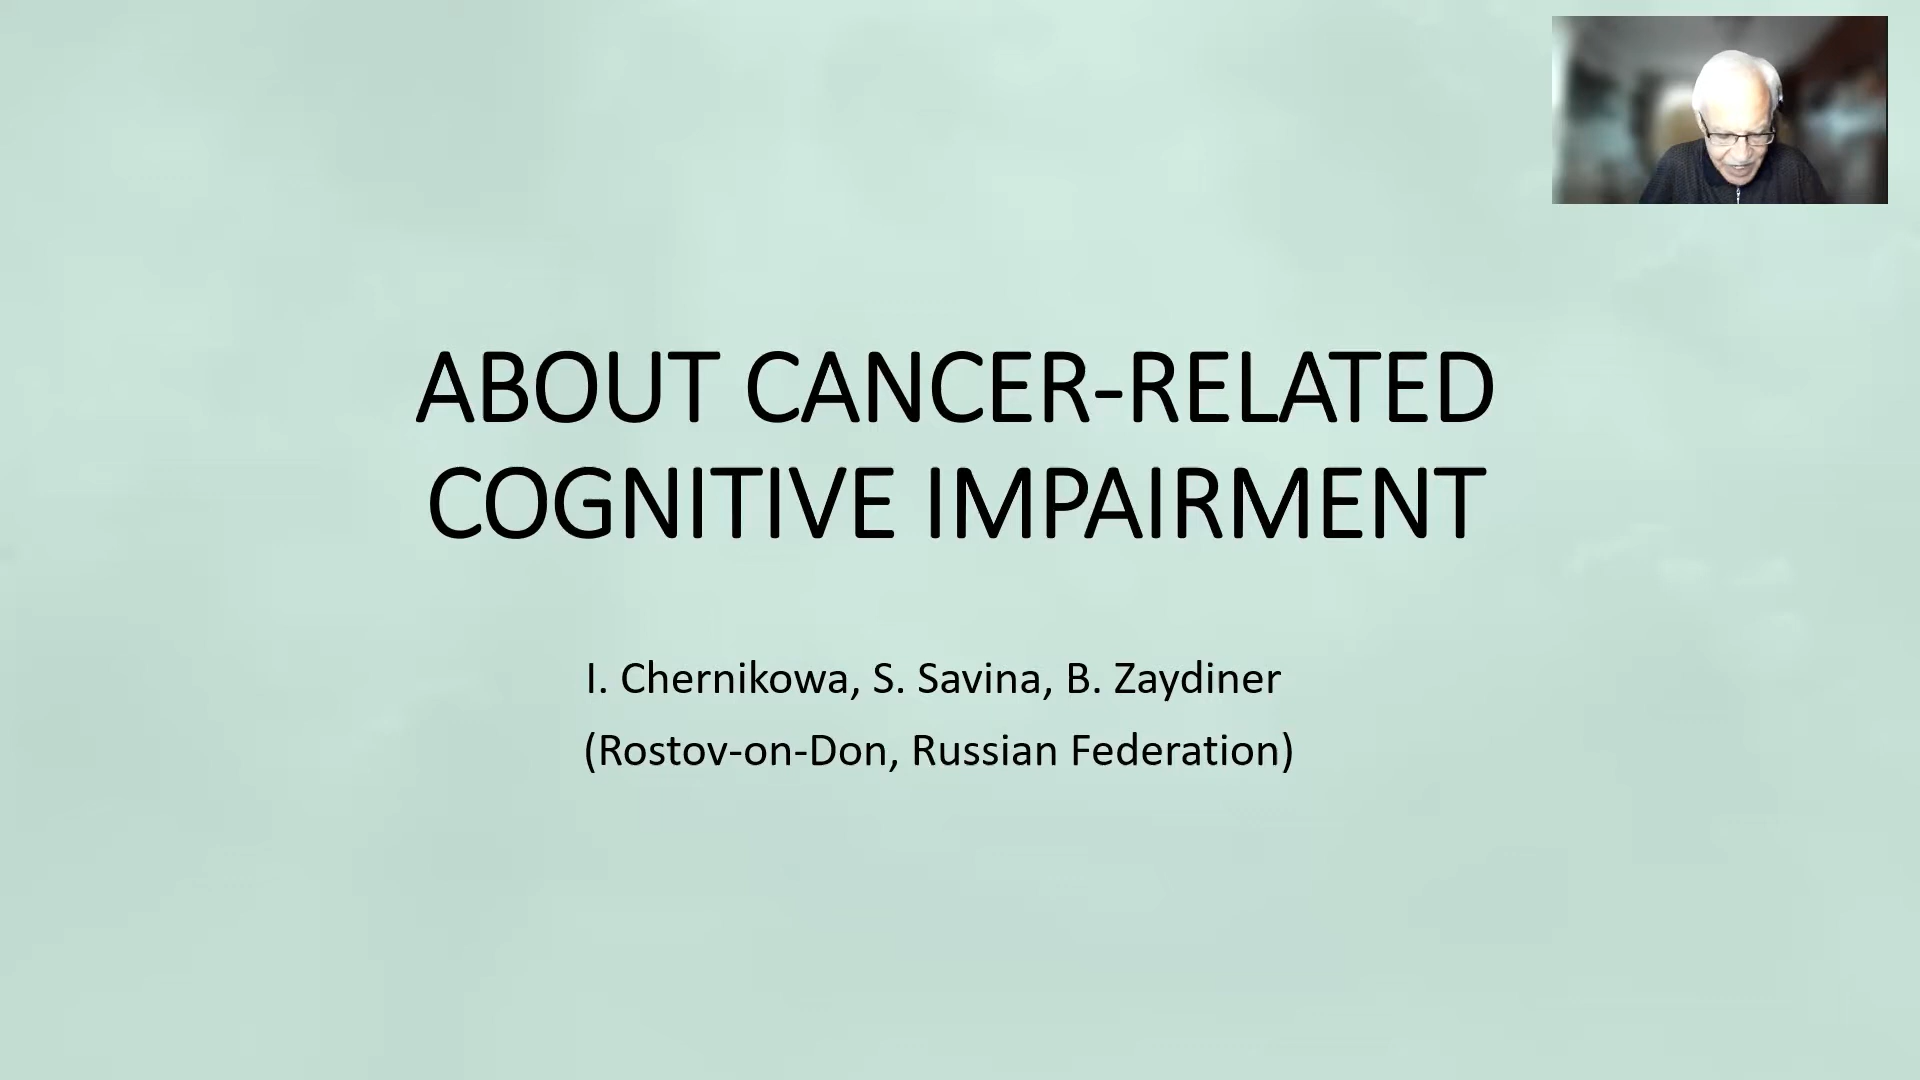 ABOUT CANCER-RELATED
COGNITIVE IMPAIRMENT
I. Chernikowa, S. Savina, B. Zaydiner
(Rostov-on-Don, Russian Federation)